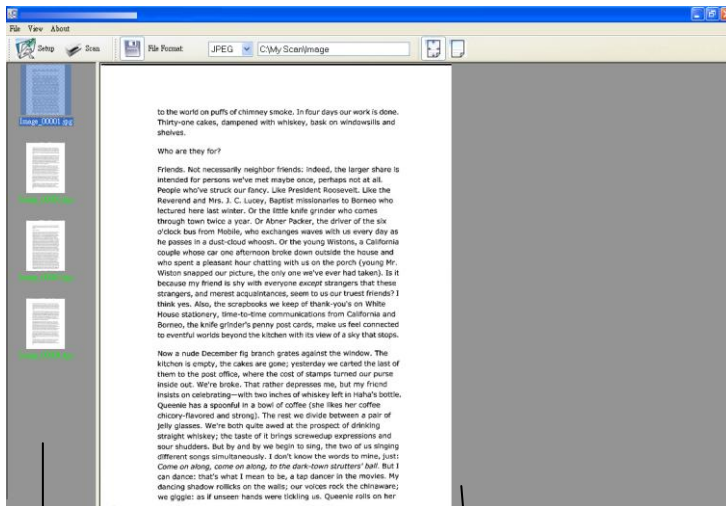 File View About
Setup Scan File Format: JPEG C:\My Scan\Image
Image_00001.jpg
to the world on puffs of chimney smoke. In four days our work is done.
Thirty-one cakes, dampened with whiskey, bask on windowsills and
shelves.
Who are they for?
Friends. Not necessarily neighbor friends: indeed, the larger share is
intended for persons we've met maybe once, perhaps not at all.
People who've struck our fancy. Like President Roosevelt. Like the
Reverend and Mrs. J. C. Lucey, Baptist missionaries to Borneo who
lectured here last winter. Or the little knife grinder who comes
through town twice a year. Or Abner Packer, the driver of the six
o'clock bus from Mobile, who exchanges waves with us every day as
he passes in a dust-cloud whoosh. Or the young Wistons, a California
couple whose car one afternoon broke down outside the house and
who spent a pleasant hour chatting with us on the porch (young Mr.
Wiston snapped our picture, the only one we've ever had taken). Is it
because my friend is shy with everyone except strangers that these
strangers, and merest acquaintances, seem to us our truest friends? I
think yes. Also, the scrapbooks we keep of thank-you's on White
House stationery, time-to-time communications from California and
Borneo, the knife grinder's penny post cards, make us feel connected
to eventful worlds beyond the kitchen with its view of a sky that stops.
Now a nude December fig branch grates against the window. The
kitchen is empty, the cakes are gone; yesterday we carted the last of
them to the post office, where the cost of stamps turned our purse
inside out. We're broke. That rather depresses me, but my friend
insists on celebrating—with two inches of whiskey left in Haha's bottle.
Queenie has a spoonful in a bowl of coffee (she likes her coffee
chicory-flavored and strong). The rest we divide between a pair of
jelly glasses. We're both quite awed at the prospect of drinking
straight whiskey; the taste of it brings screwedup expressions and
sour shudders. But by and by we begin to sing, the two of us singing
different songs simultaneously. I don't know the words to mine, just:
Come on along, come on along, to the dark-town strutters' ball. But I
can dance: that's what I mean to be, a tap dancer in the movies. My
dancing shadow rollicks on the walls; our voices rock the chinaware;
we giggle: as if unseen hands were tickling us. Queenie rolls on her